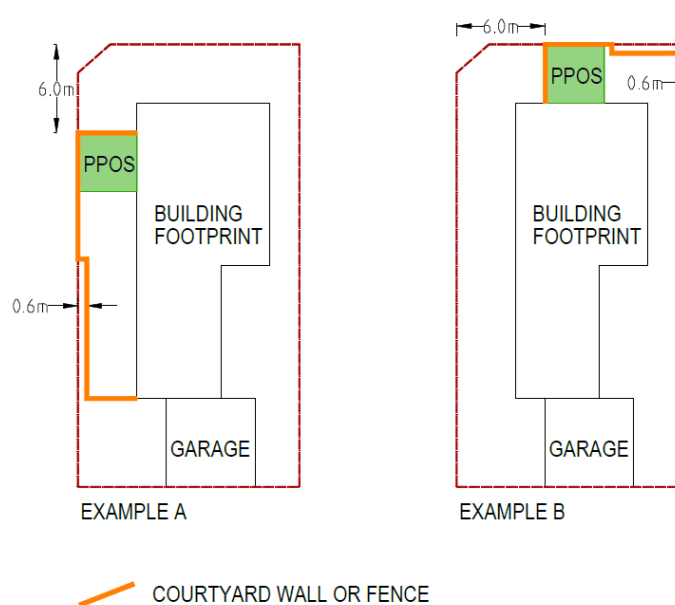 6.0m
6.0m
PPOS
0.6m
PPOS
BUILDING
FOOTPRINT
BUILDING
FOOTPRINT
0.6m
GARAGE
GARAGE
EXAMPLE A
EXAMPLE B
COURTYARD WALL OR FENCE